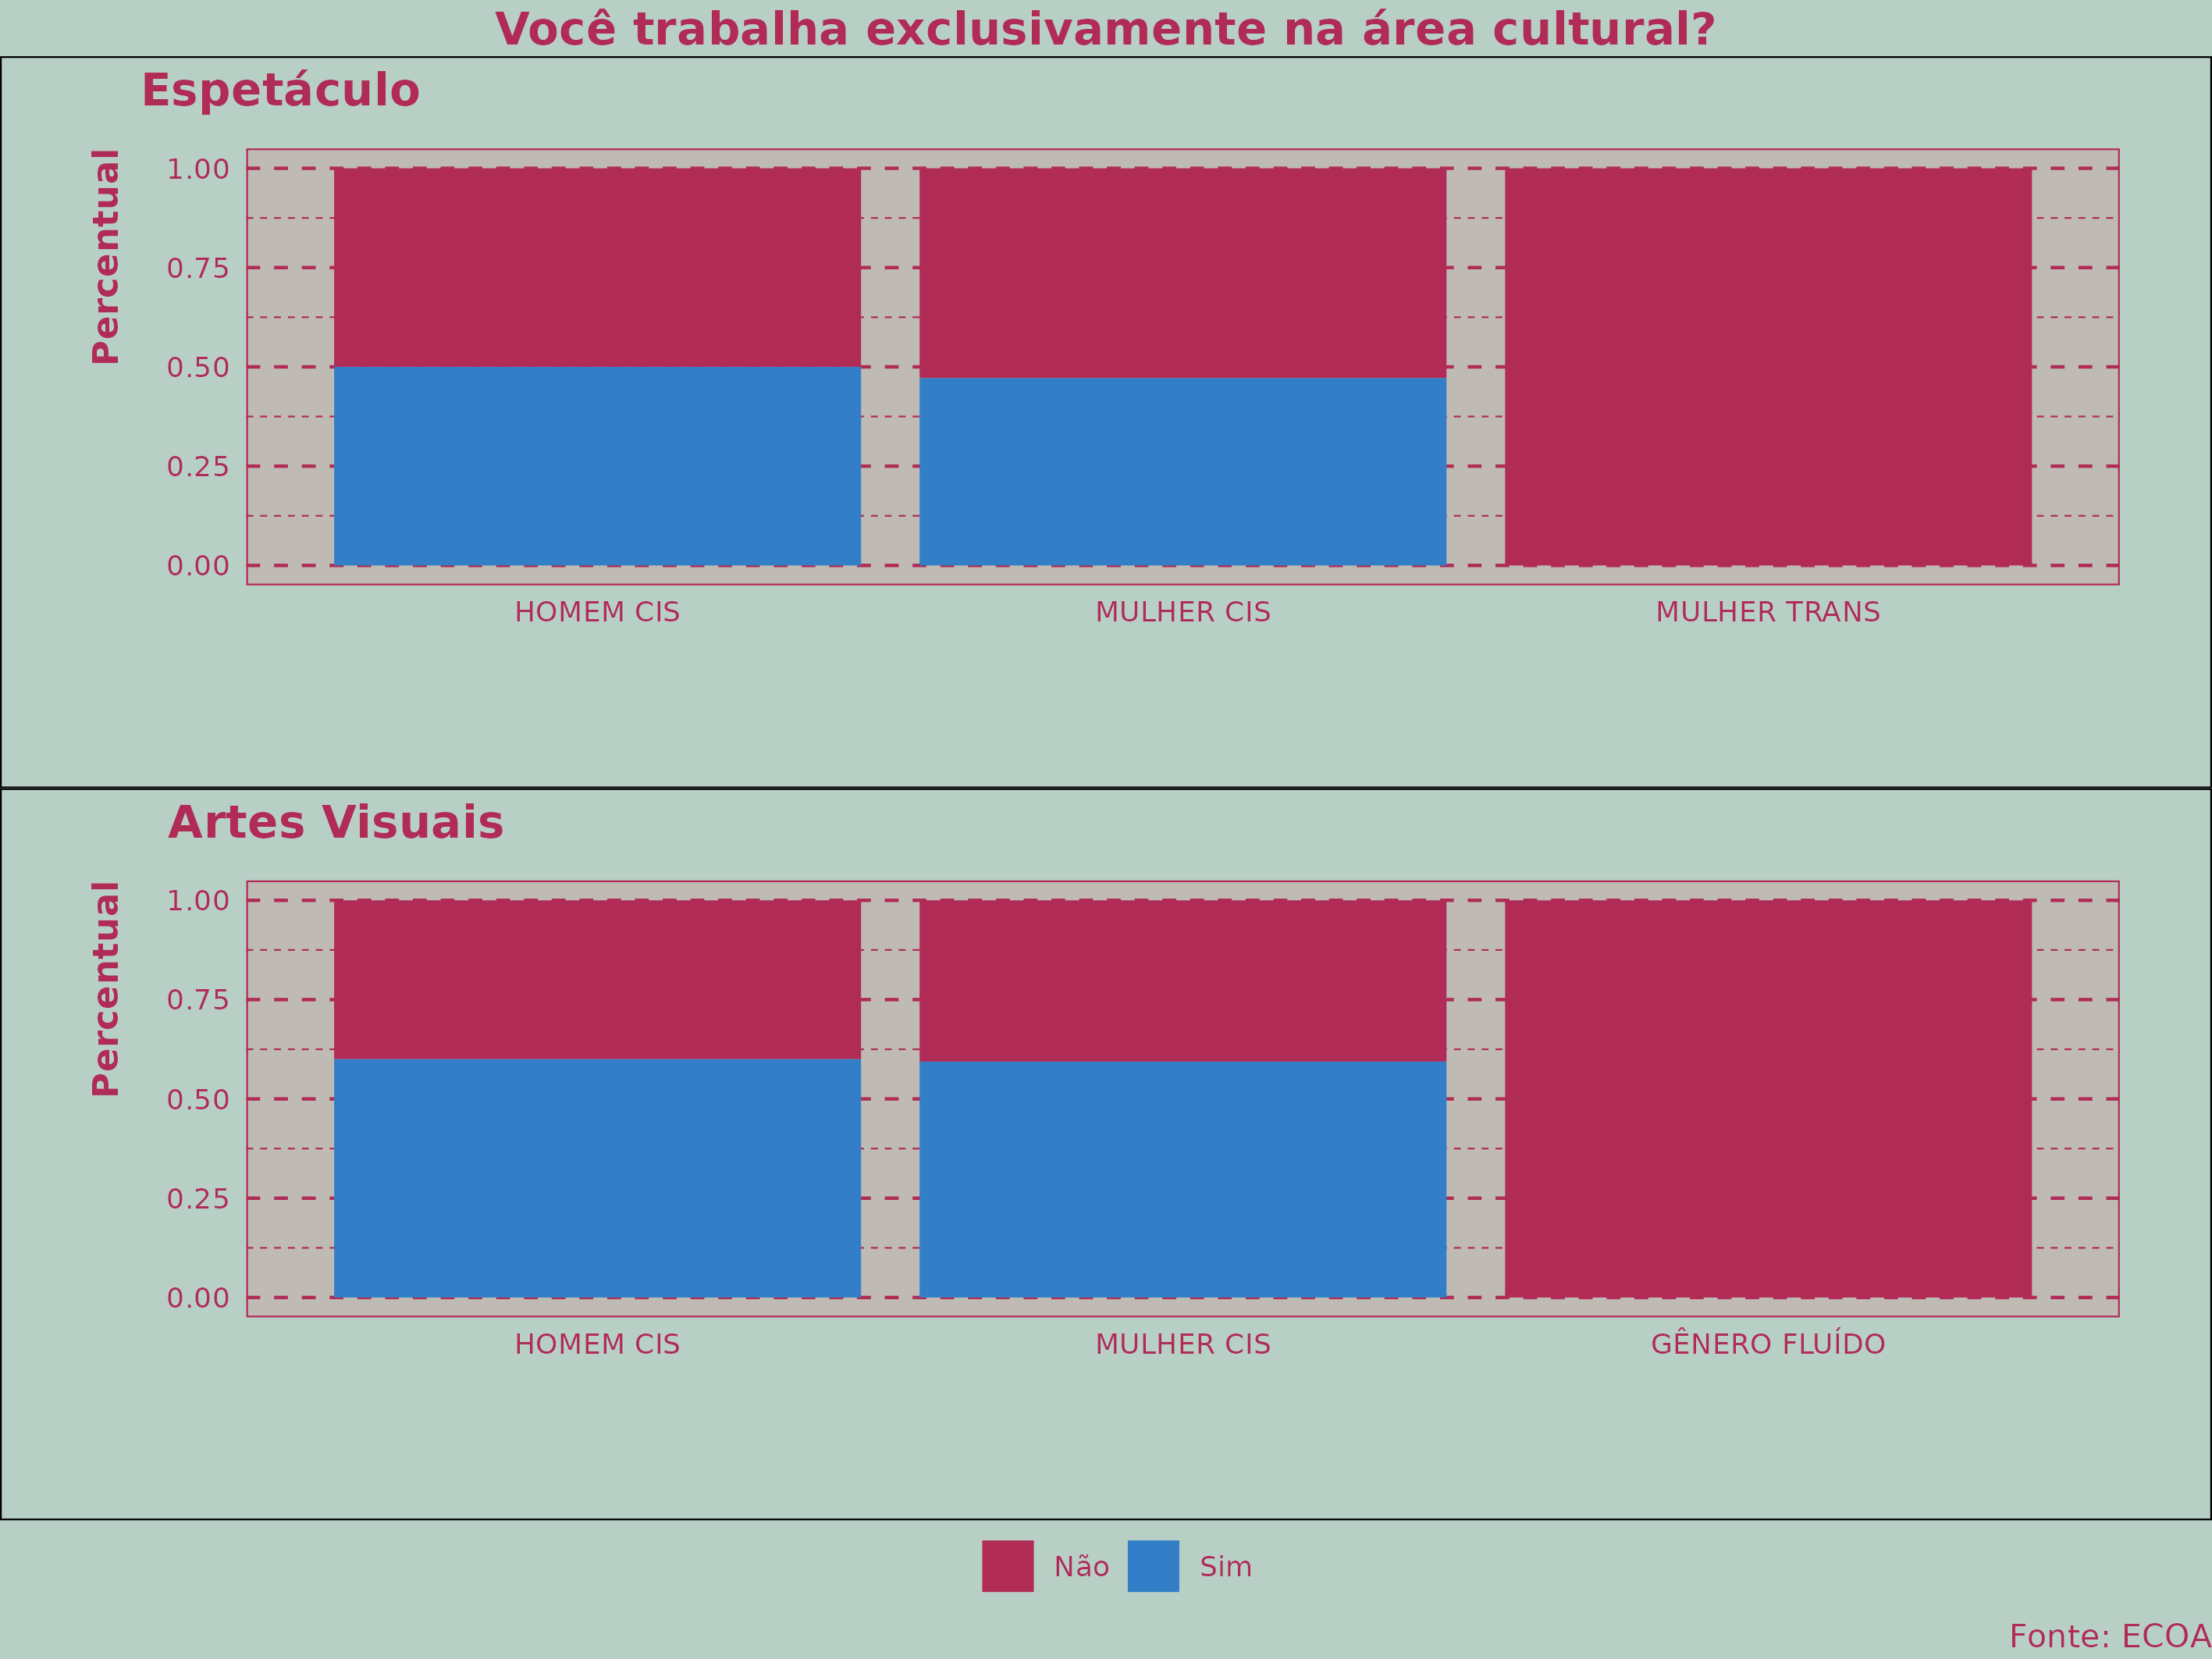 Você trabalha exclusivamente na área cultural?
Espetáculo
Percentual
1.00
0.75
0.50
0.25
0.00
HOMEM CIS MULHER CIS MULHER TRANS
Artes Visuais
Percentual
1.00
0.75
0.50
0.25
0.00
HOMEM CIS MULHER CIS GÊNERO FLUÍDO
Não Sim
Fonte: ECOA